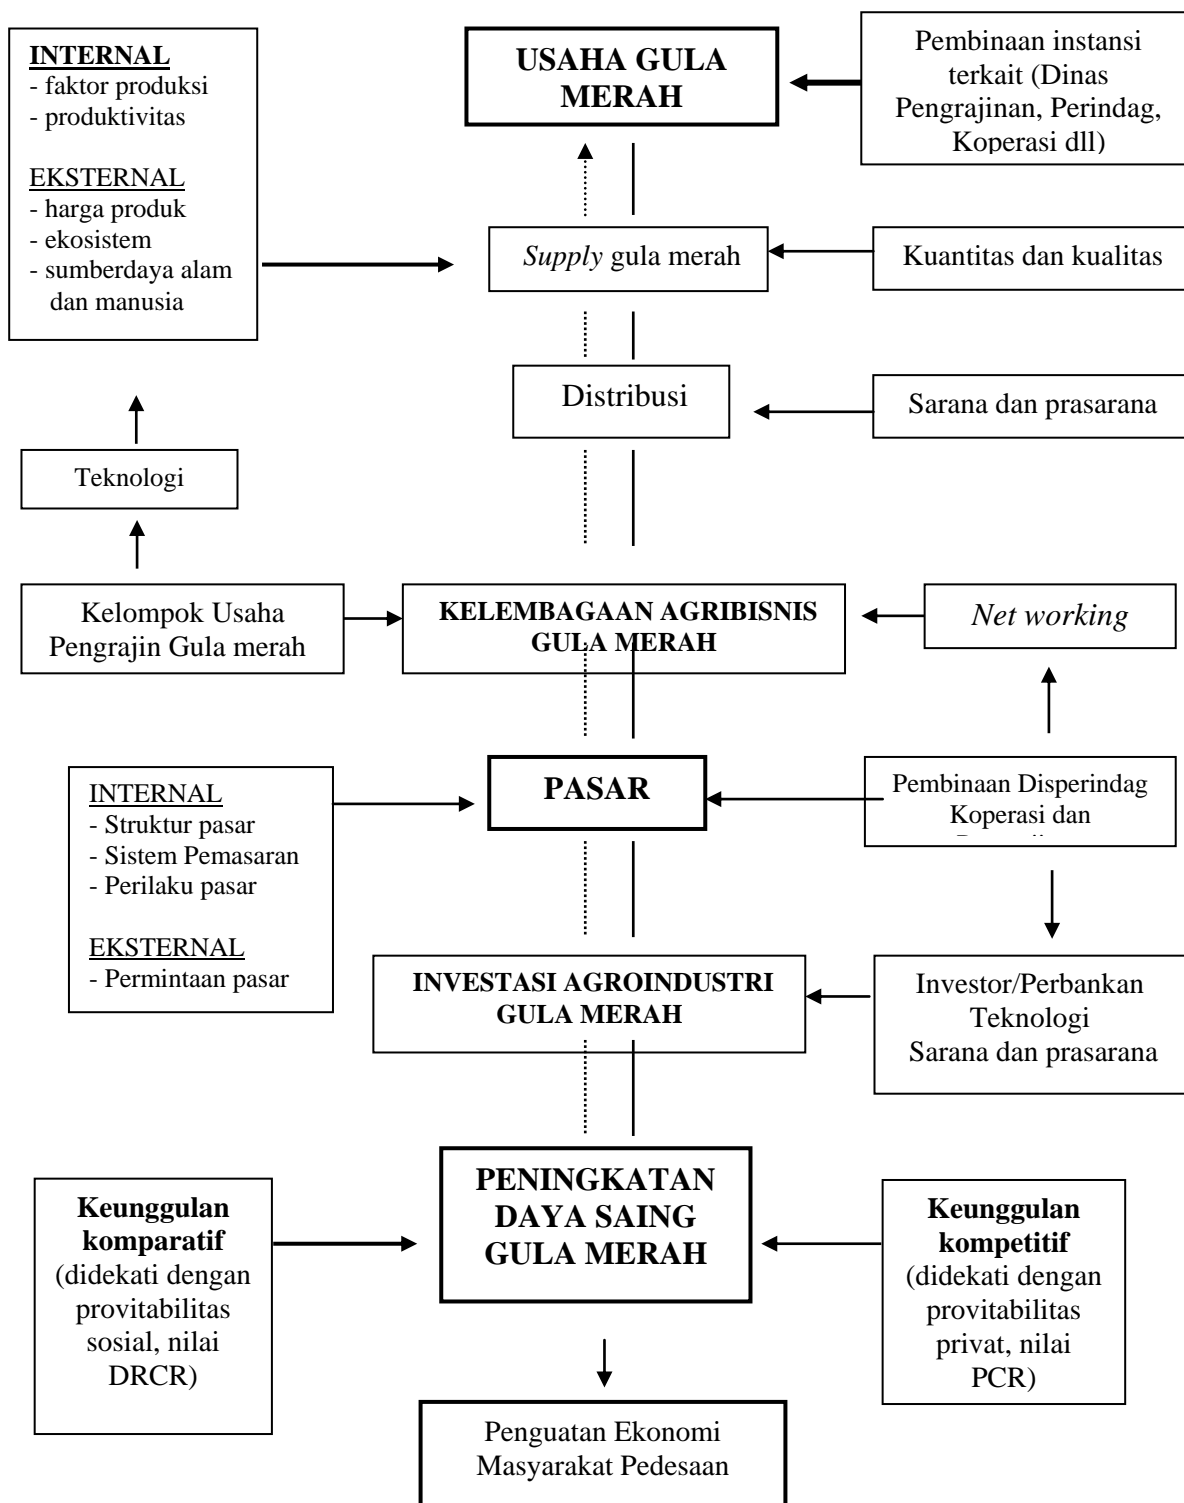 INTERNAL
- faktor produksi
- produktivitas
EKSTERNAL
- harga produk
- ekosistem
- sumberdaya alam
dan manusia
USAHA GULA
MERAH
Pembinaan instansi
terkait (Dinas
Pengrajinan, Perindag,
Koperasi dll)
Supply gula merah
Kuantitas dan kualitas
Distribusi
Sarana dan prasarana
Teknologi
Kelompok Usaha
Pengrajin Gula merah
KELEMBAGAAN AGRIBISNIS
GULA MERAH
Net working
INTERNAL
- Struktur pasar
- Sistem Pemasaran
- Perilaku pasar
EKSTERNAL
- Permintaan pasar
PASAR
Pembinaan Disperindag
Koperasi dan
INVESTASI AGROINDUSTRI
GULA MERAH
Investor/Perbankan
Teknologi
Sarana dan prasarana
Keunggulan
komparatif
(didekati dengan
provitabilitas
sosial, nilai
DRCR)
PENINGKATAN
DAYA SAING
GULA MERAH
Keunggulan
kompetitif
(didekati dengan
provitabilitas
privat, nilai
PCR)
Penguatan Ekonomi
Masyarakat Pedesaan